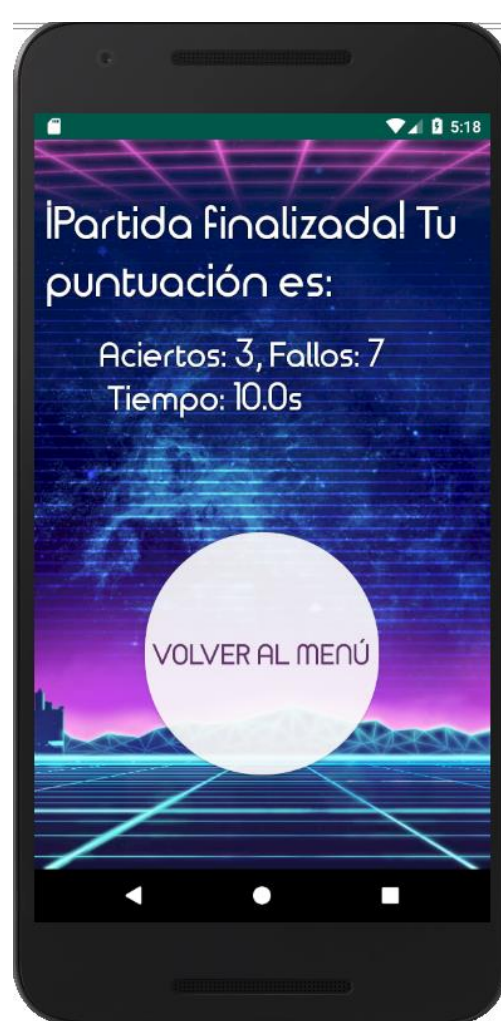 5:18
¡Partida finalizada! Tu
puntuación es:
Aciertos: 3, Fallos: 7
Tiempo: 10.0s
VOLVER AL MENÚ